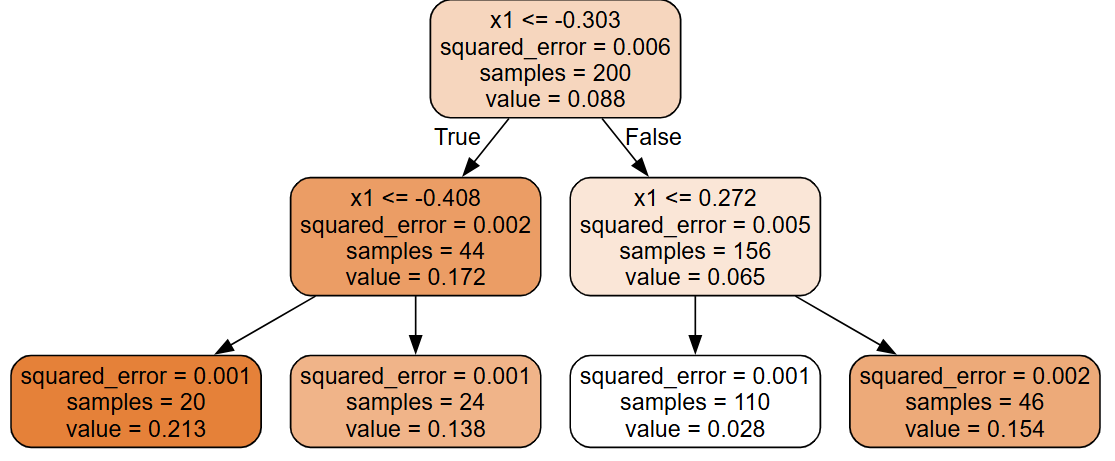 x1 <= -0.303
squared_error = 0.006
samples = 200
value = 0.088
True
False
x1 <= -0.408
squared_error = 0.002
samples = 44
value = 0.172
x1 <= 0.272
squared_error = 0.005
samples = 156
value = 0.065
squared_error = 0.001
samples = 20
value = 0.213
squared_error = 0.001
samples = 24
value = 0.138
squared_error = 0.001
samples = 110
value = 0.028
squared_error = 0.002
samples = 46
value = 0.154